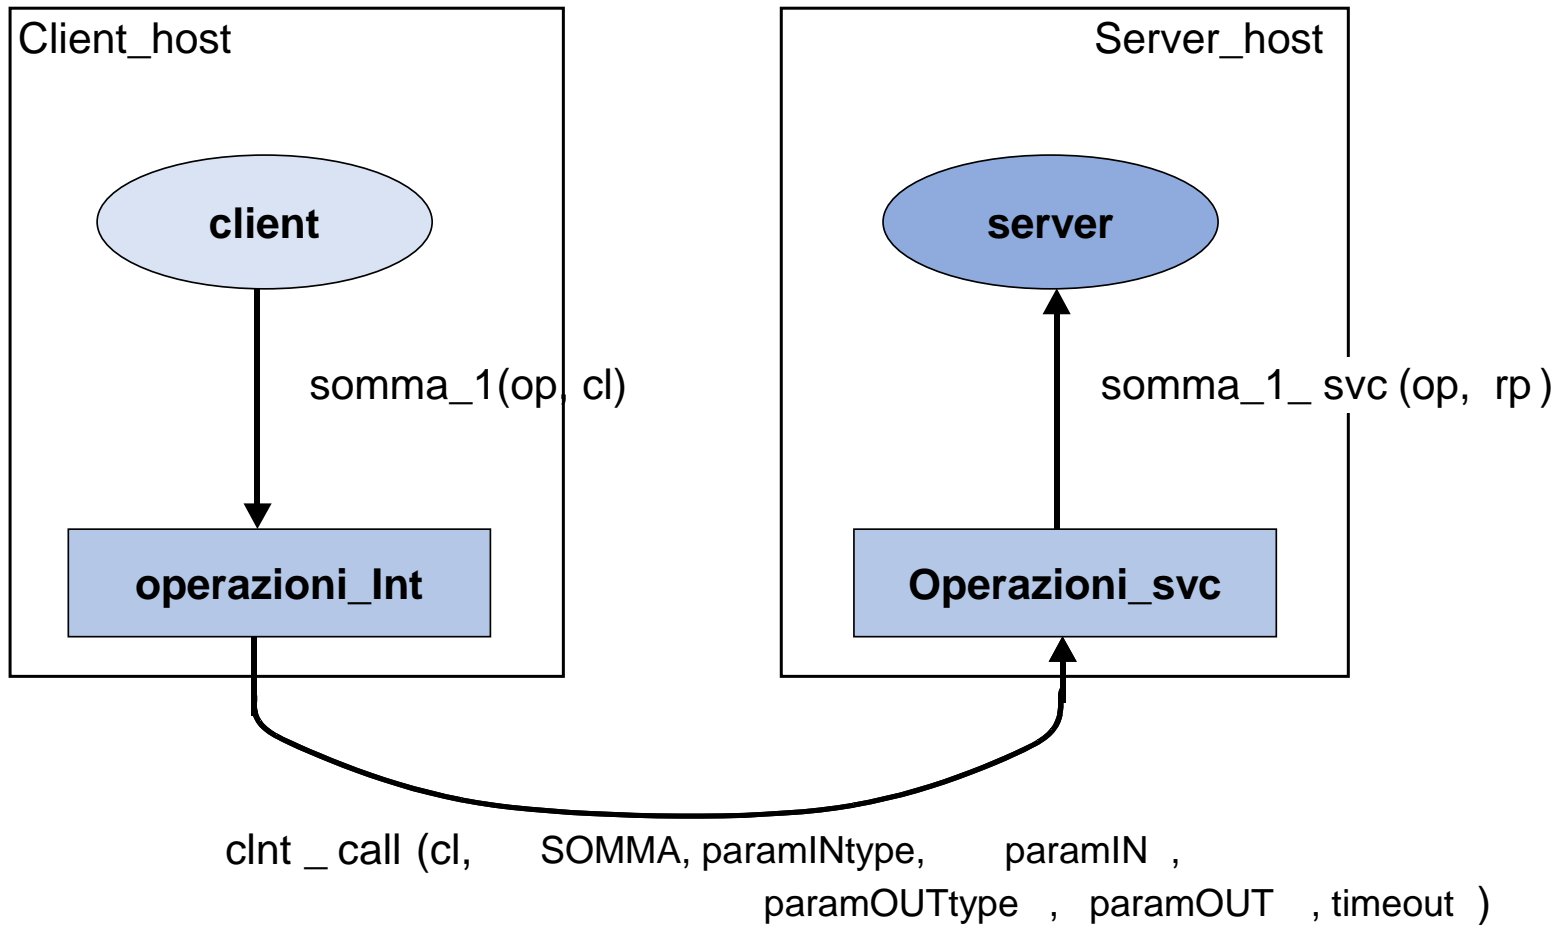 Client_host
Server_host
client
server
somma_1(op, cl)
somma_1_ svc (op, rp )
operazioni_Int
Operazioni_svc
clnt _ call (cl, SOMMA, paramINtype, paramIN ,
paramOUTtype , paramOUT , timeout )